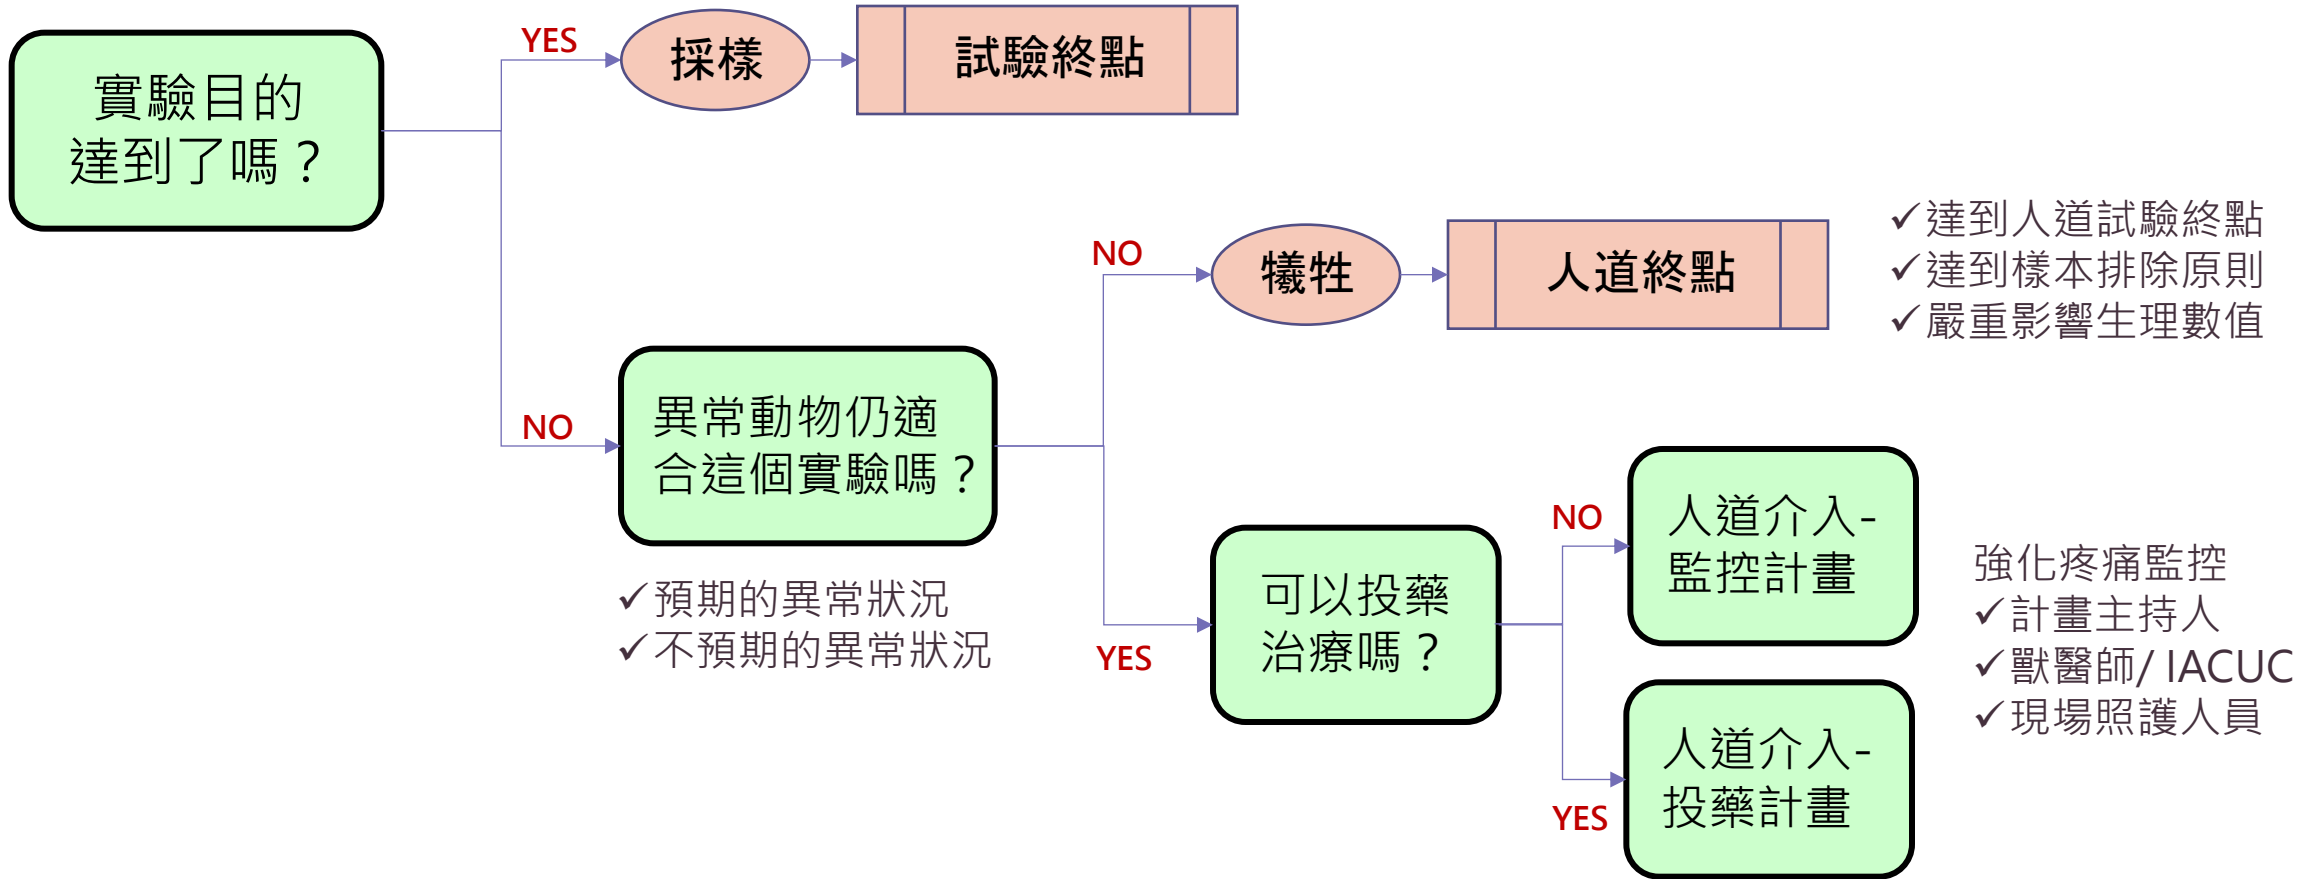 實驗目的
達到了嗎？
YES
採樣
試驗終點
NO
異常動物仍適
合這個實驗嗎？
✓預期的異常狀況
✓不預期的異常狀況
NO
犧牲
人道終點
✓達到人道試驗終點
✓達到樣本排除原則
✓嚴重影響生理數值
YES
可以投藥
治療嗎？
NO
人道介入-
監控計畫
YES
人道介入-
投藥計畫
強化疼痛監控
✓計畫主持人
✓獸醫師/ IACUC
✓現場照護人員